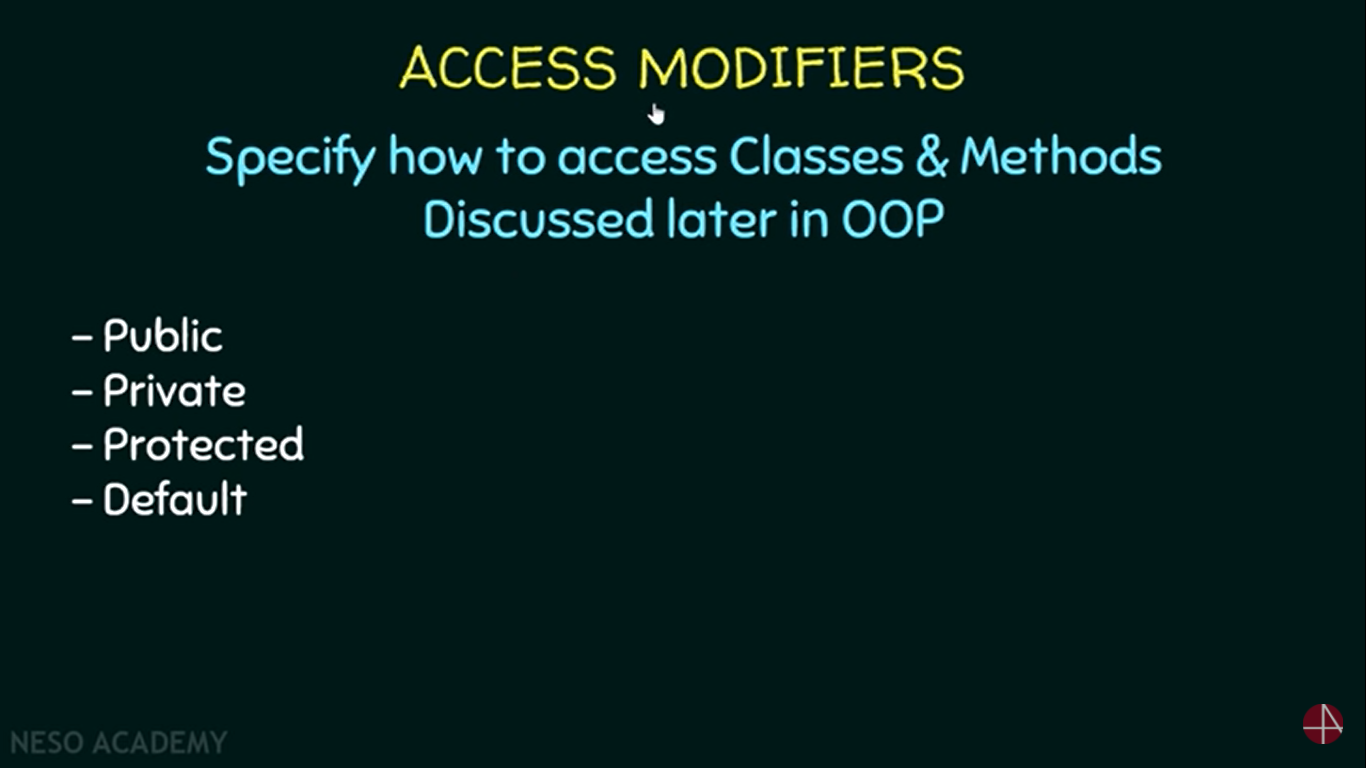 ACCESS MODIFIERS
Specify how to access Classes & Methods
Discussed later in OOP
– Public
– Private
– Protected
– Default
NESO ACADEMY